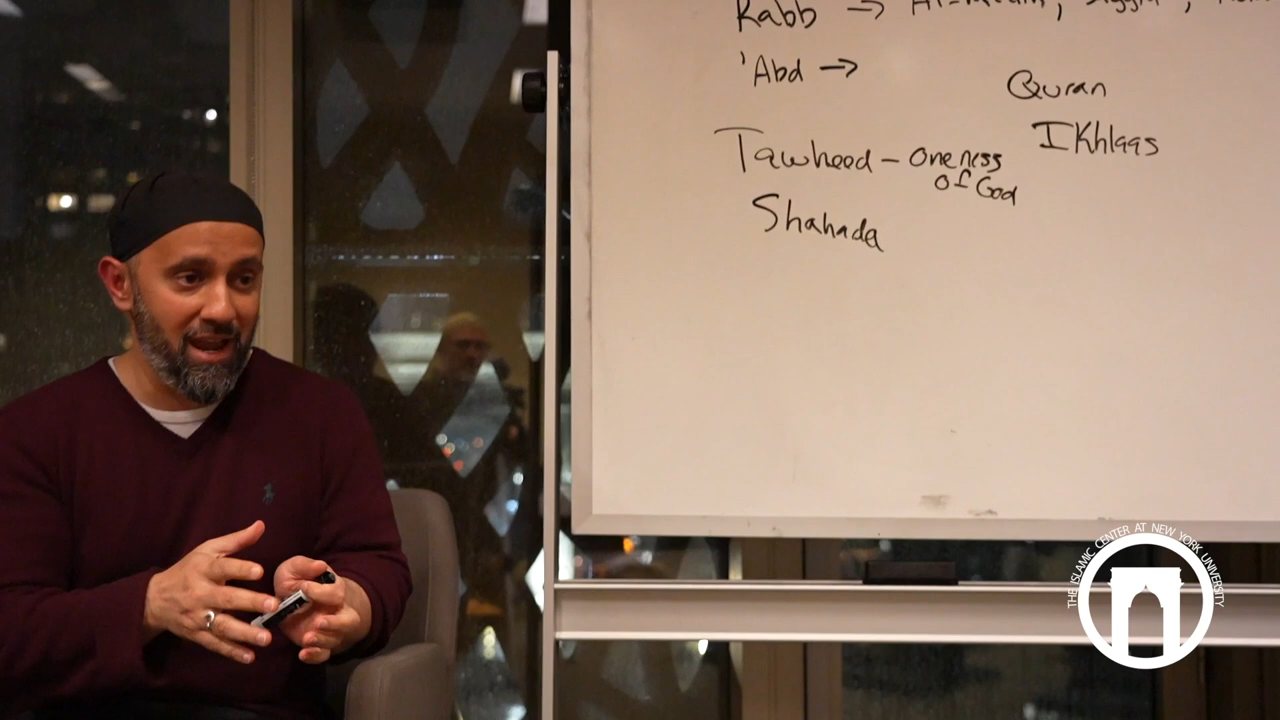 Rabb →
'Abd →
Quran
Ikhlaas
Tawheed – Oneness
of God
Shahada
THE ISLAMIC CENTER AT NEW YORK UNIVERSITY